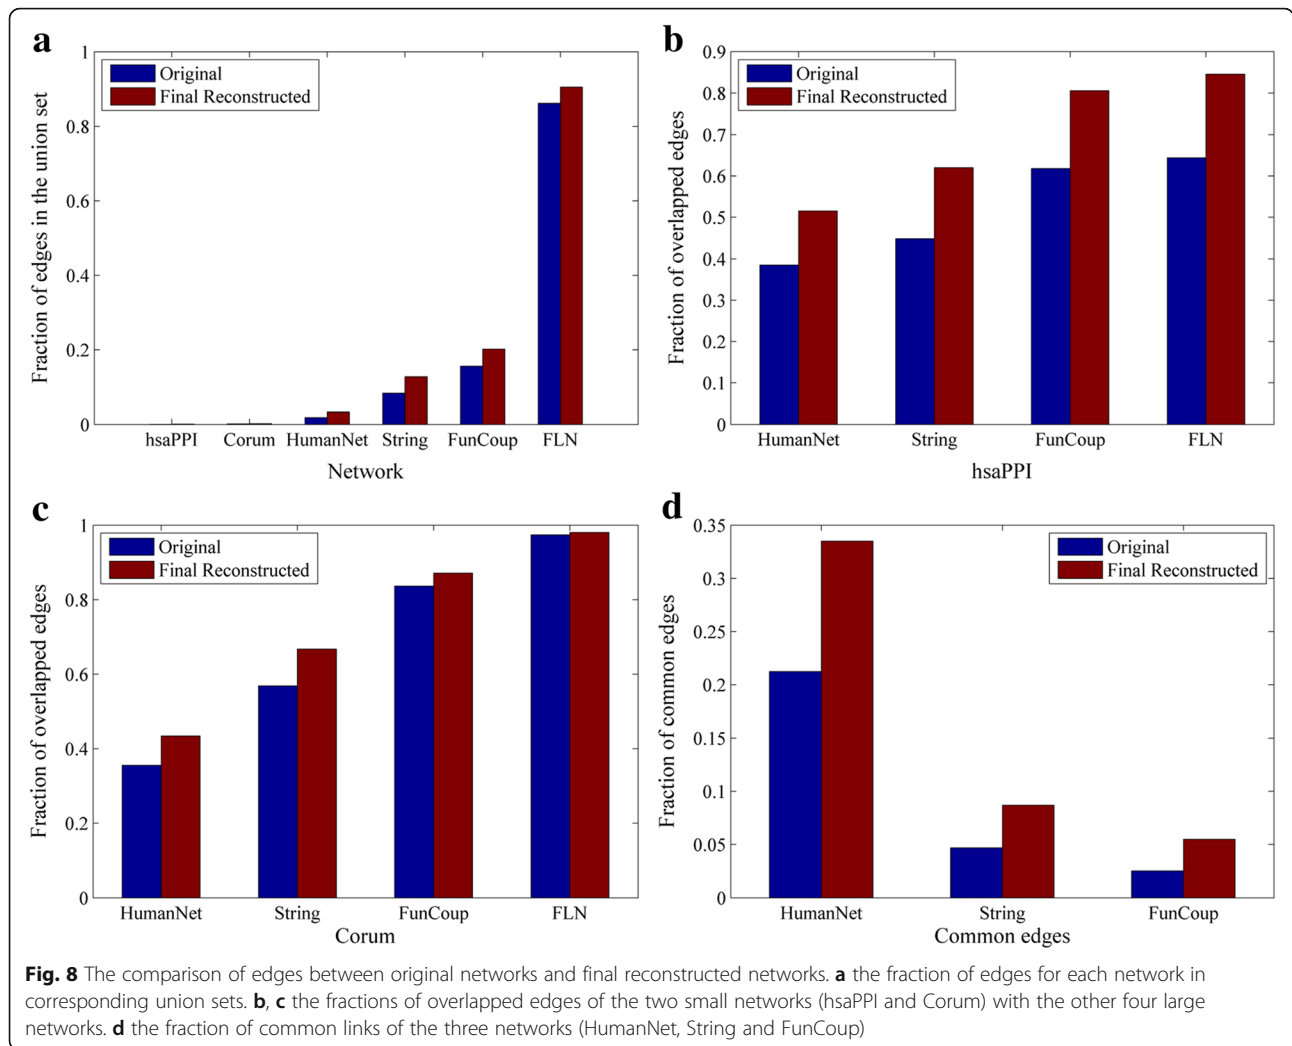 a
1
0.8
0.6
0.4
0.2
0
Fraction of edges in the union set
Original
Final Reconstructed
hsaPPI Corum HumanNet String FunCoup FLN
Network
b
0.9
0.8
0.7
0.6
0.5
0.4
0.3
0.2
0.1
0
Fraction of overlapped edges
Original
Final Reconstructed
HumanNet String FunCoup FLN
hsaPPI
c
1
0.8
0.6
0.4
0.2
0
Fraction of overlapped edges
Original
Final Reconstructed
HumanNet String FunCoup FLN
Corum
d
0.35
0.3
0.25
0.2
0.15
0.1
0.05
0
Fraction of common edges
Original
Final Reconstructed
HumanNet String FunCoup
Common edges
Fig. 8 The comparison of edges between original networks and final reconstructed networks. a the fraction of edges for each network in
corresponding union sets. b, c the fractions of overlapped edges of the two small networks (hsaPPI and Corum) with the other four large
networks. d the fraction of common links of the three networks (HumanNet, String and FunCoup)